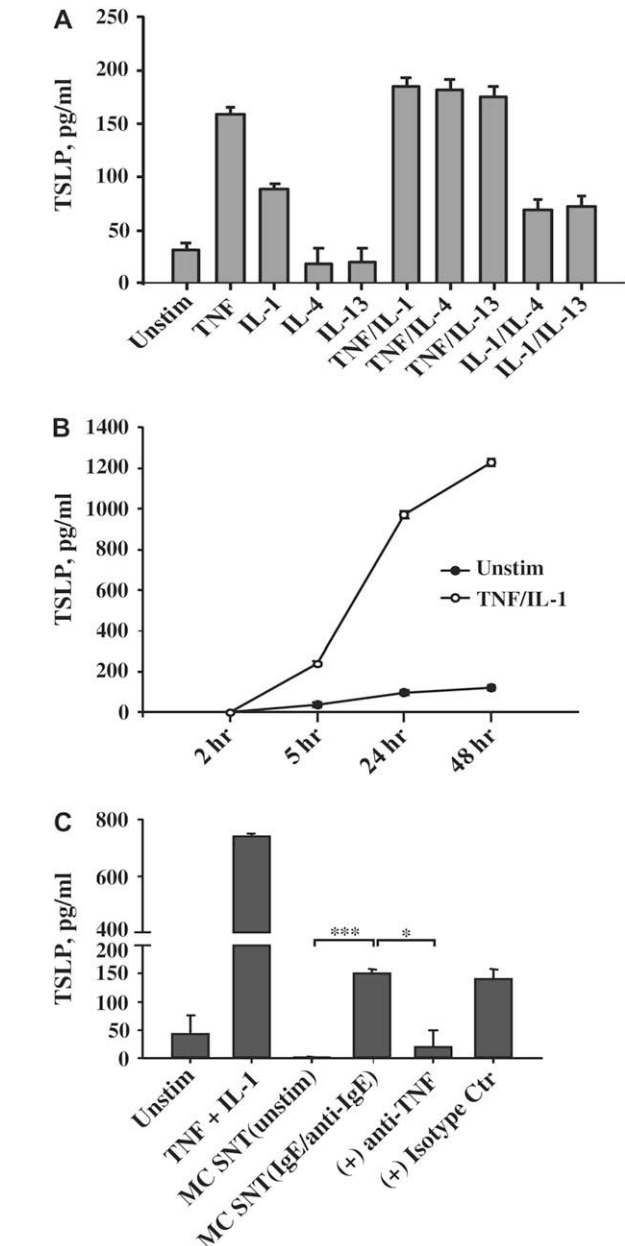 A
TSLP, pg/ml
250
200
150
100
50
0
Unstim
TNF
IL-1
IL-4
IL-13
TNF/IL-1
TNF/IL-4
TNF/IL-13
IL-1/IL-4
IL-1/IL-13
B
TSLP, pg/ml
1400
1200
1000
800
600
400
200
0
Unstim
TNF/IL-1
2 hr
5 hr
24 hr
48 hr
C
TSLP, pg/ml
800
600
400
200
150
100
50
0
***
*
Unstim
TNF + IL-1
MC SNT(unstim)
MC SNT(IgE/anti-IgE)
(+) anti-TNF
(+) Isotype Ctr